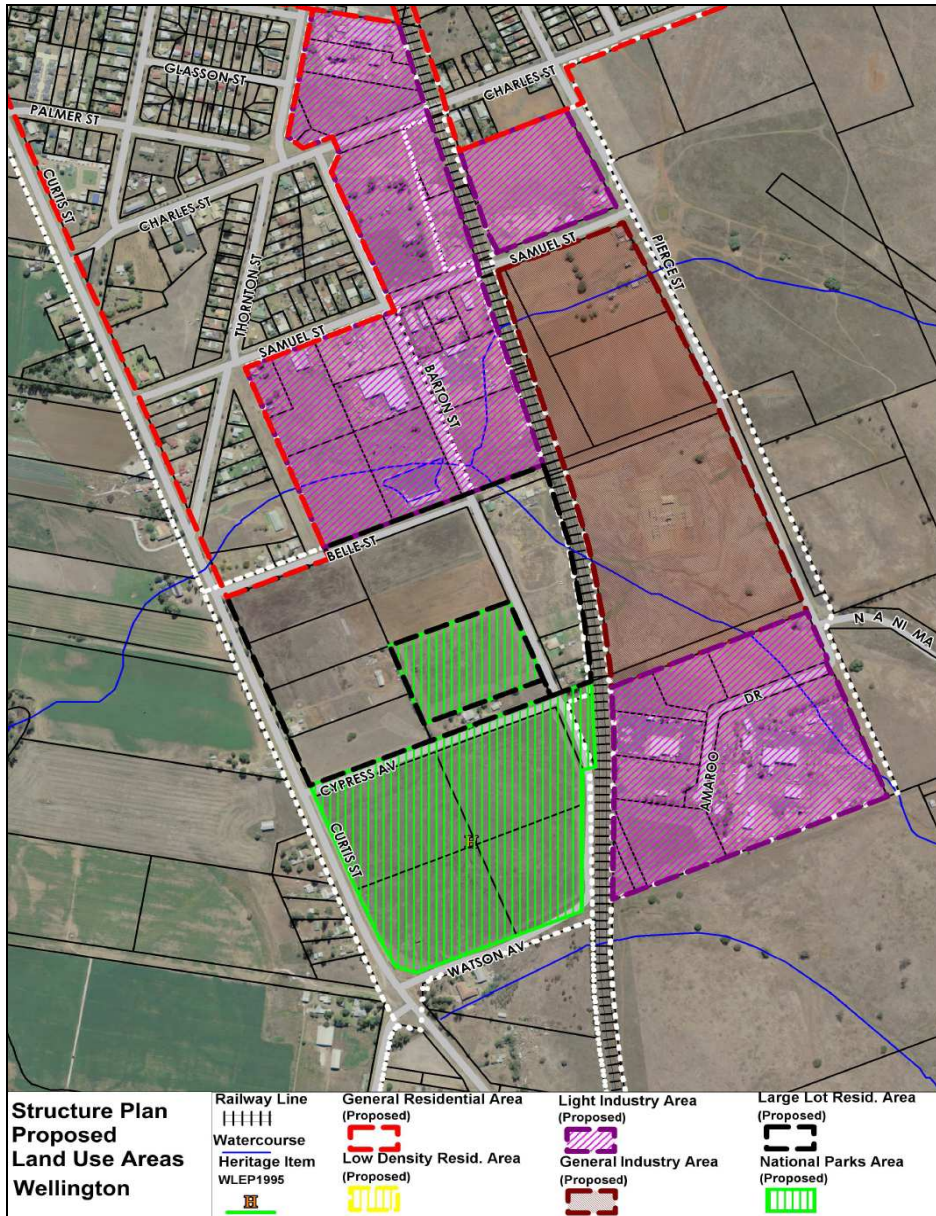 GLASSON ST
CHARLES ST
PALMER ST
CURTIS ST
CHARLES ST
THORNTON ST
SAMUEL ST
PIERCE ST
SAMUEL ST
BARTON ST
BELLE ST
NANIMA
DR
AMAROO
CYPRESS AV
H
CURTIS ST
WATSON AV
Structure Plan
Proposed
Land Use Areas
Wellington
Railway Line
Watercourse
Heritage Item
WLEP1995
H
General Residential Area
(Proposed)
Low Density Resid. Area
(Proposed)
Light Industry Area
(Proposed)
General Industry Area
(Proposed)
Large Lot Resid. Area
(Proposed)
National Parks Area
(Proposed)